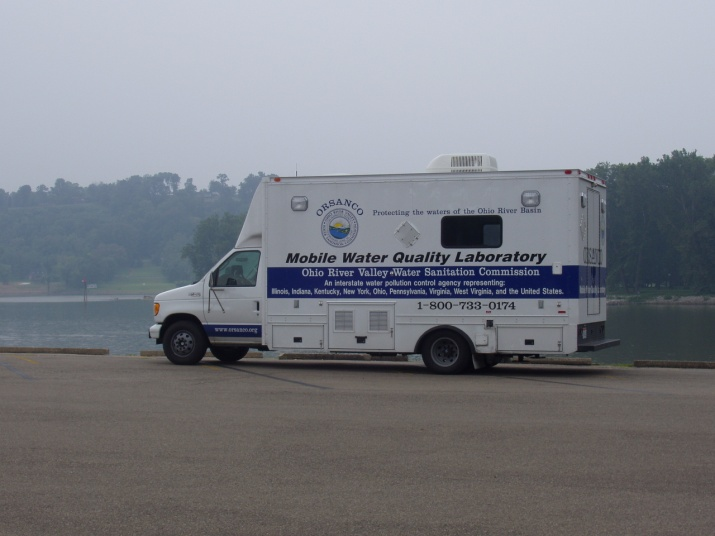 ORSANCO
Protecting the waters of the Ohio River Basin
Mobile Water Quality Laboratory
Ohio River Valley Water Sanitation Commission
An interstate water pollution control agency representing:
Illinois, Indiana, Kentucky, New York, Ohio, Pennsylvania, Virginia, West Virginia, and the United States.
1-800-733-0174
www.orsanco.org